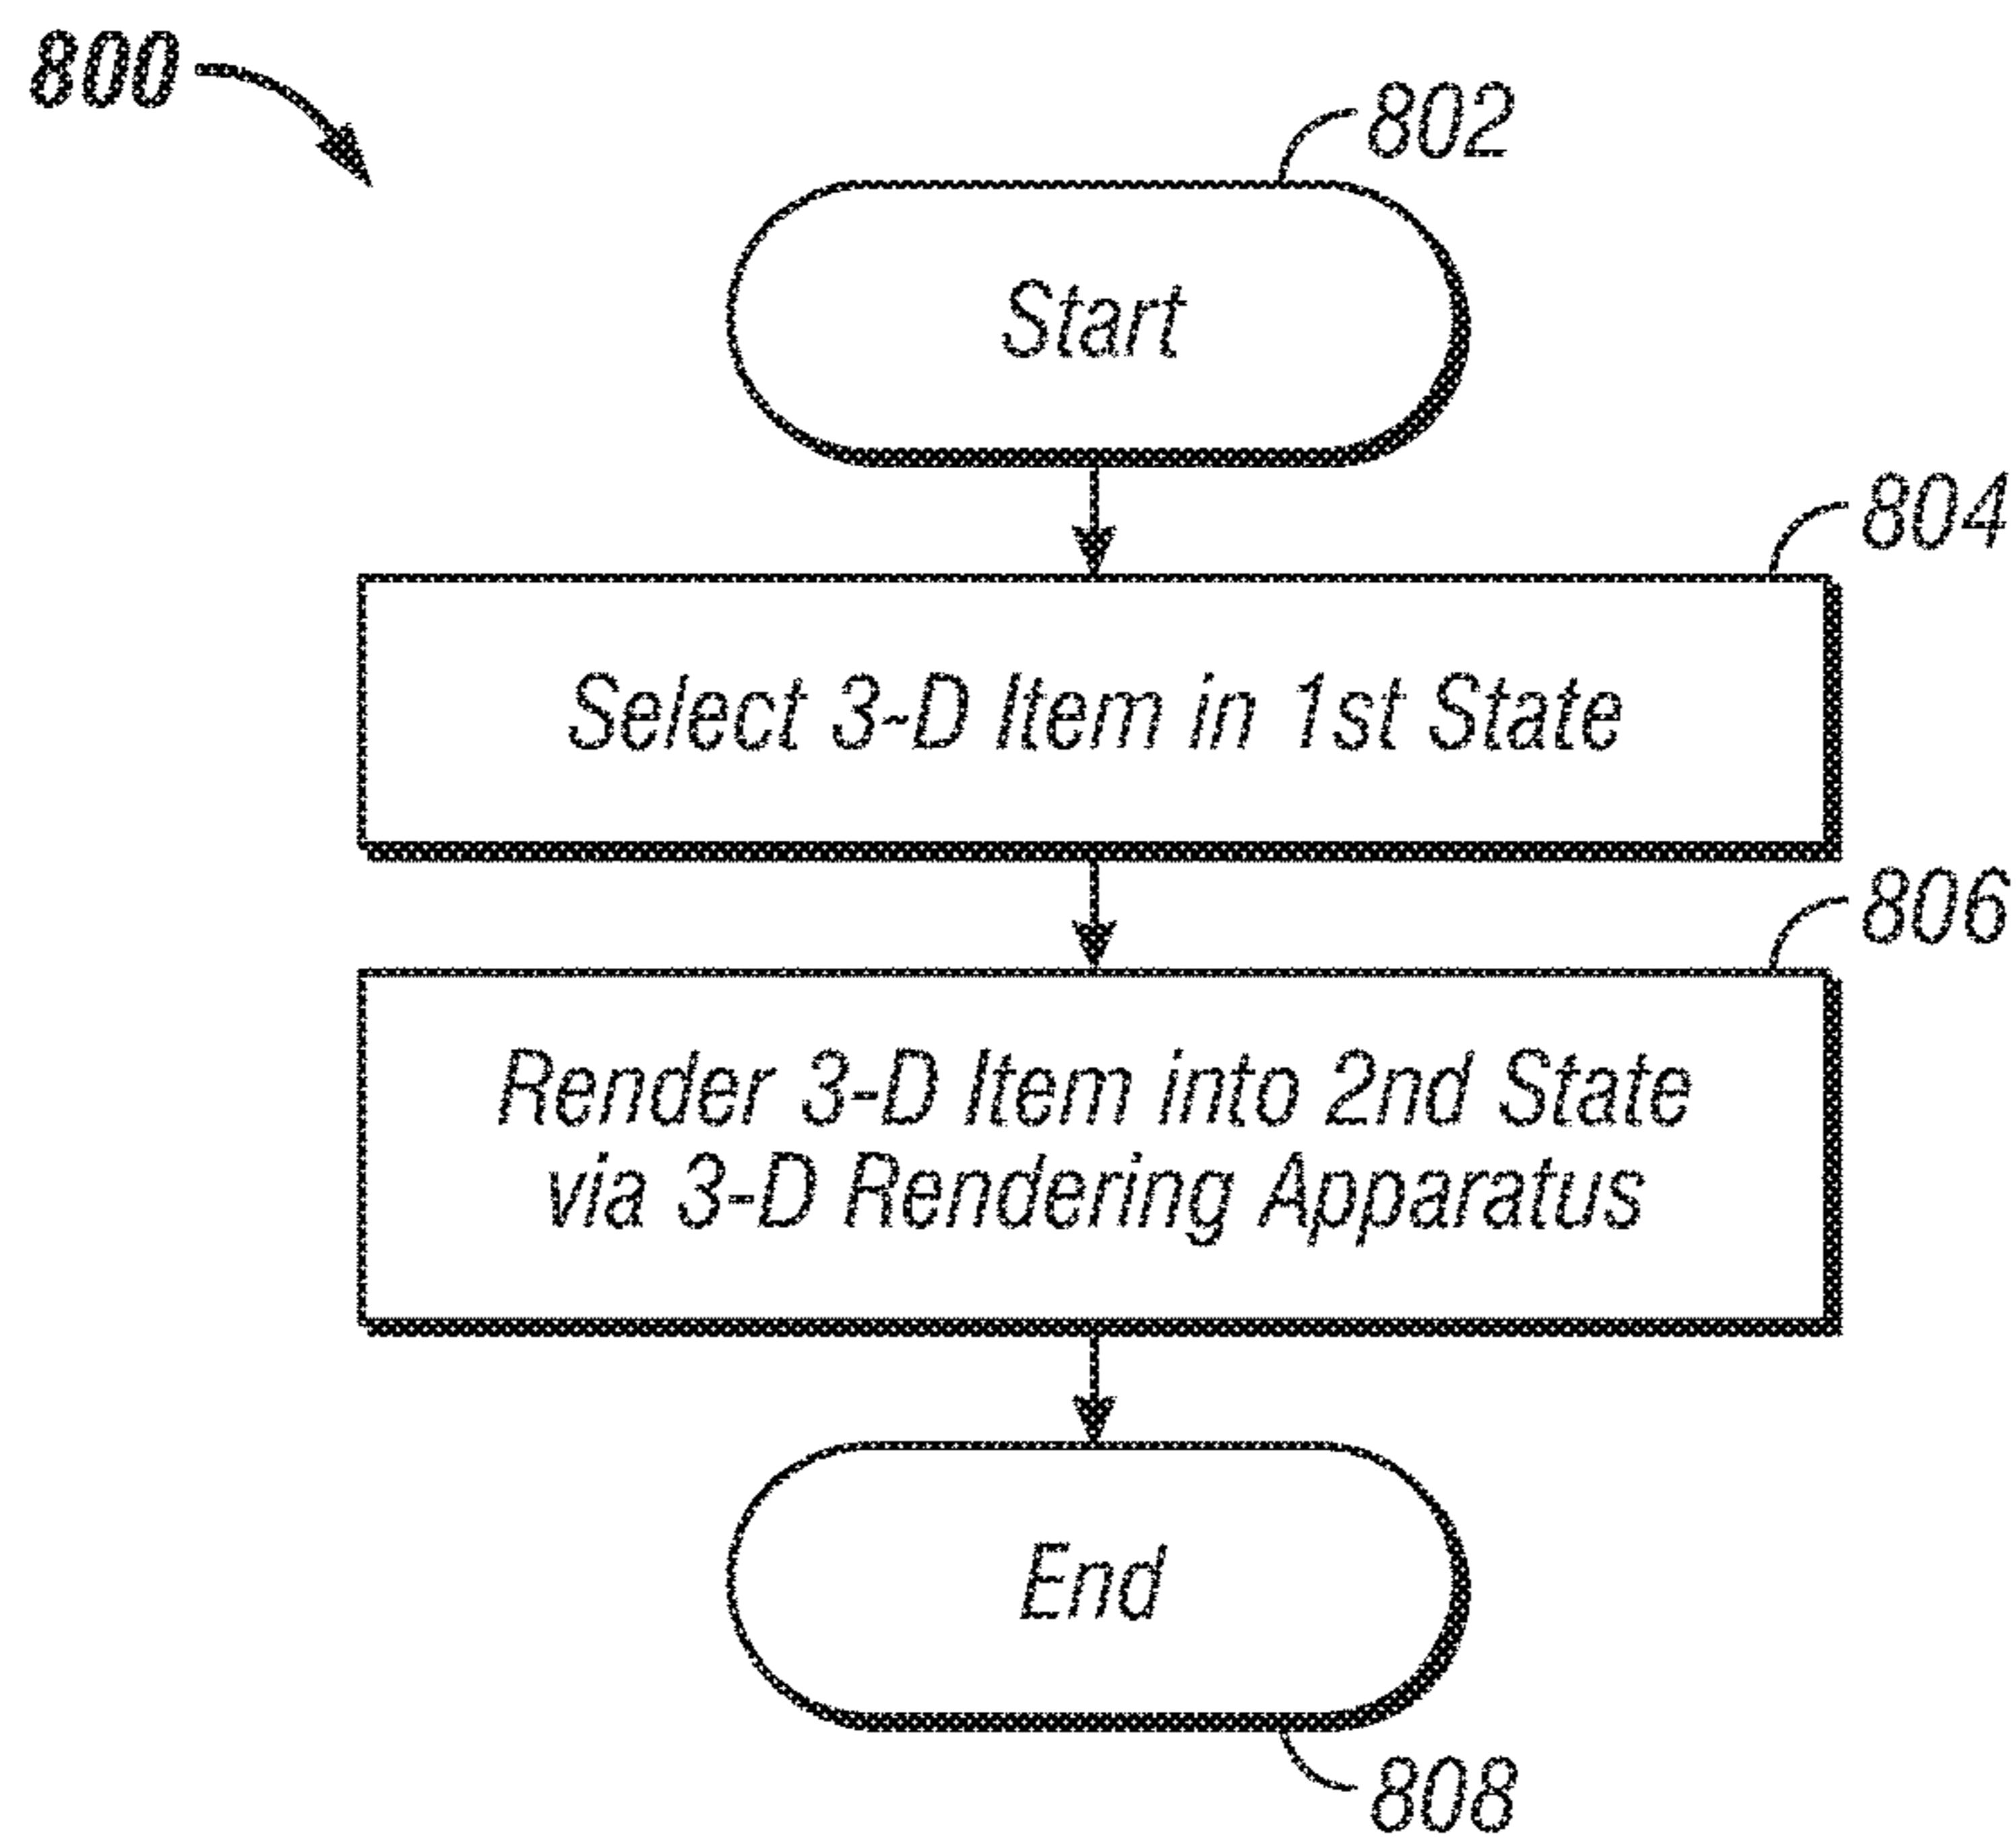 800
802
Start
804
Select 3-D Item in 1st State
806
Render 3-D Item into 2nd State
via 3-D Rendering Apparatus
End
808